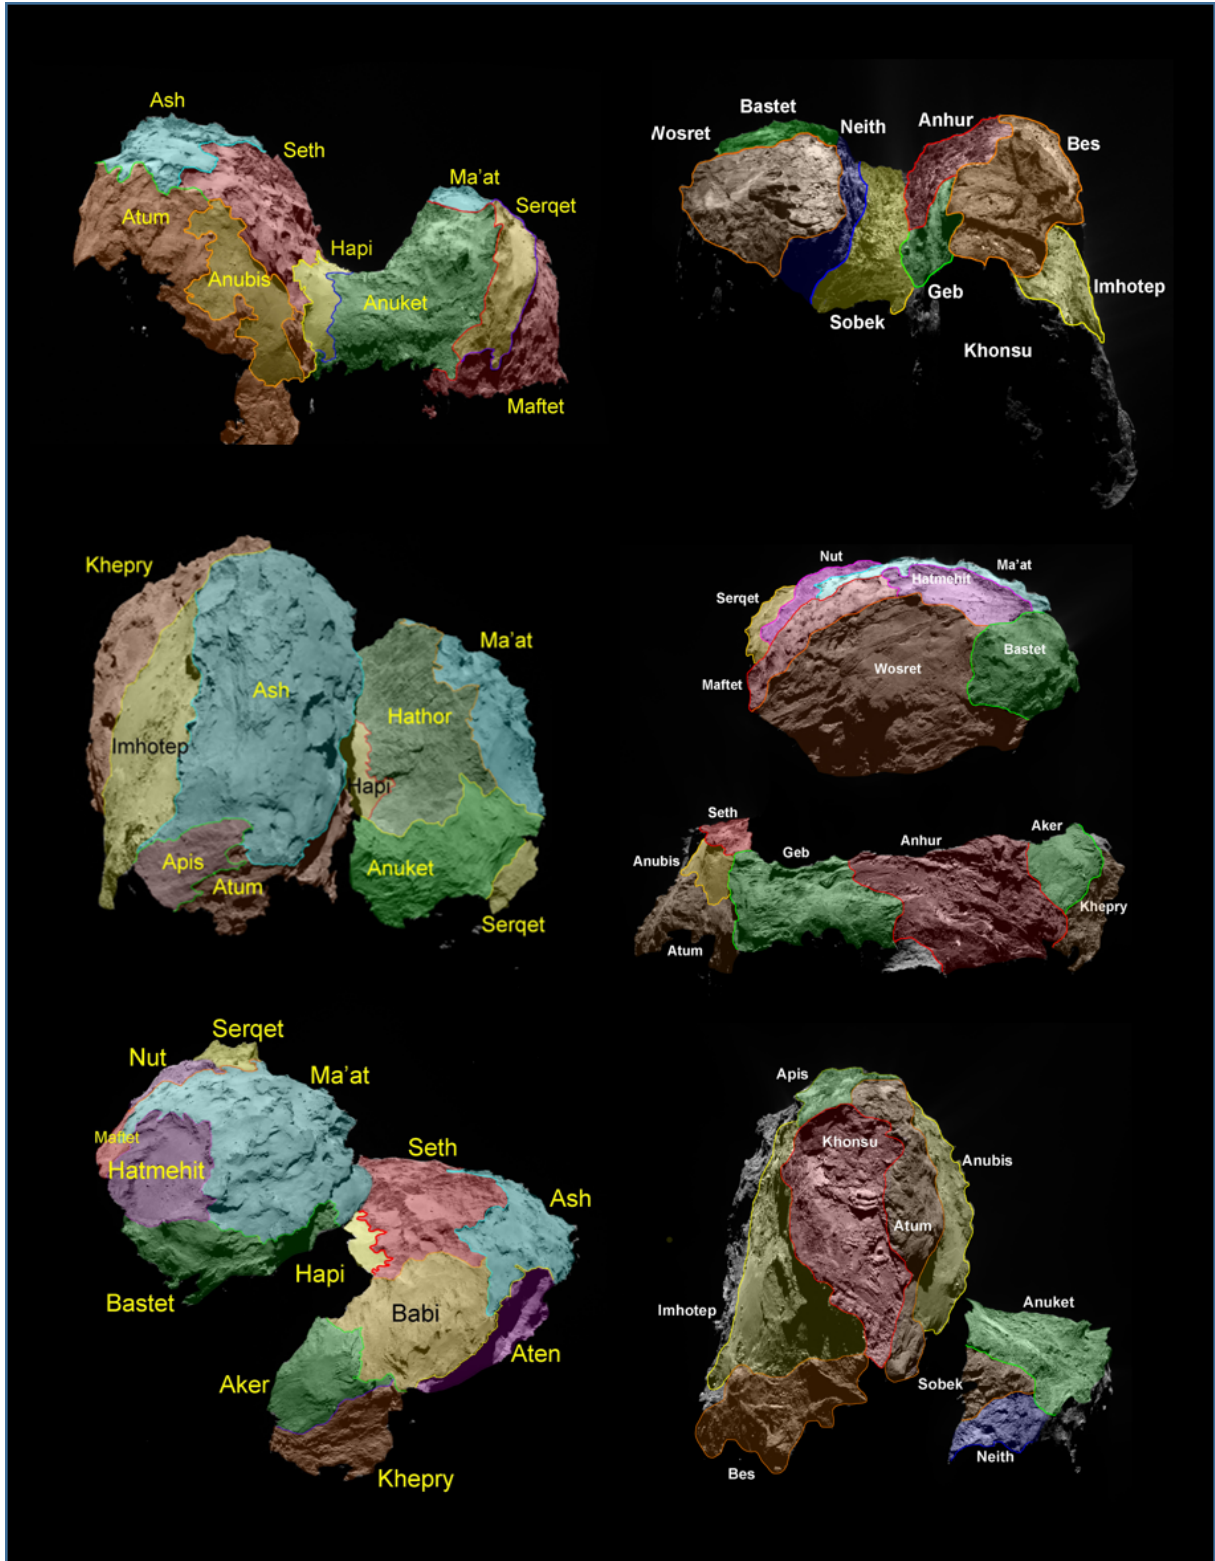 Ash
Seth
Atum
Anubis
Hapi
Ma'at
Serqet
Anuket
Maftet
Bastet
Wosret
Neith
Anhur
Bes
Geb
Imhotep
Sobek
Khonsu
Khepry
Ma'at
Ash
Hathor
Imhotep
Hapi
Apis
Atum
Anuket
Serqet
Nut
Ma'at
Hatmehit
Serqet
Bastet
Wosret
Maftet
Seth
Aker
Anhur
Geb
Anubis
Khepry
Atum
Serqet
Nut
Ma'at
Maftet
Seth
Hatmehit
Ash
Hapi
Bastet
Babi
Aten
Aker
Khepry
Apis
Khonsu
Anubis
Atum
Imhotep
Anuket
Sobek
Neith
Bes